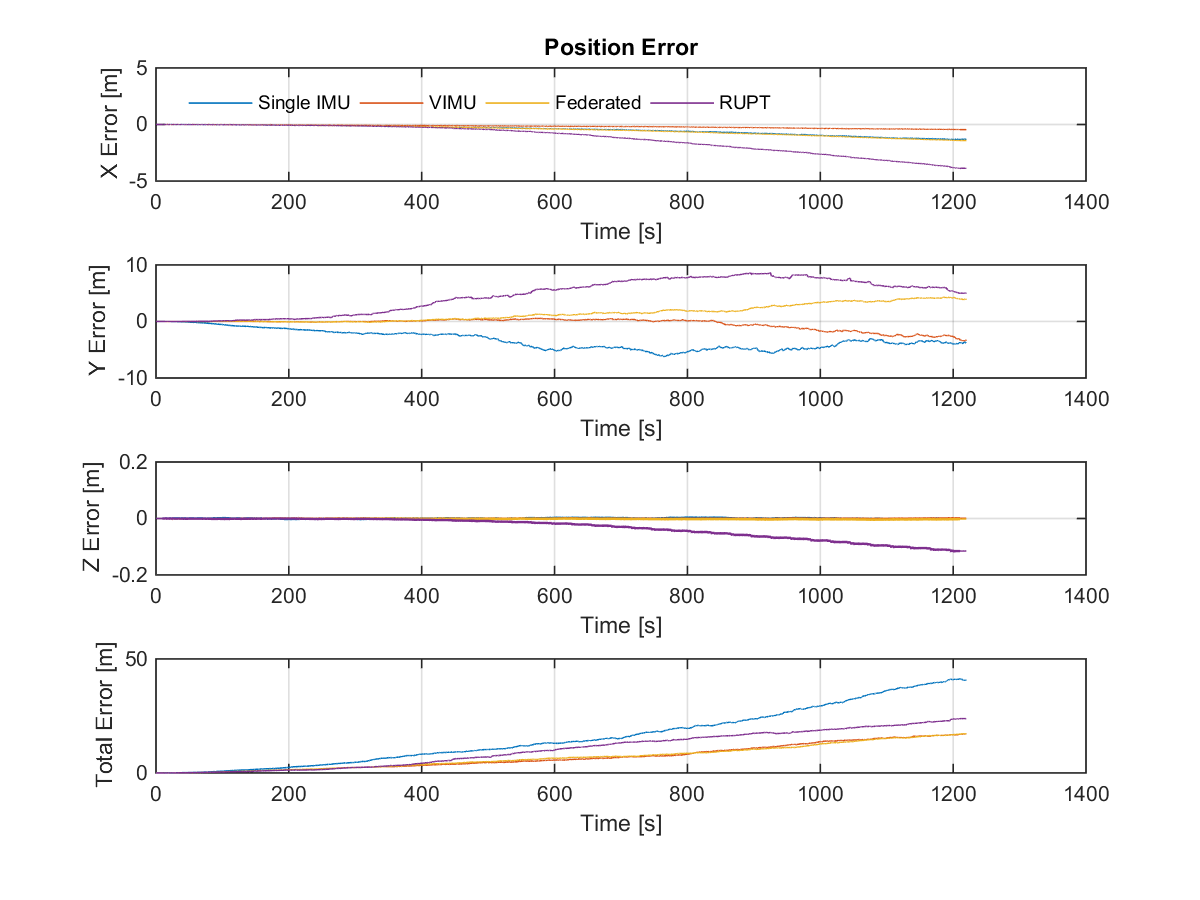 Position Error
X Error [m]
5
0
-5
Single IMU VIMU Federated RUPT
0 200 400 600 800 1000 1200 1400
Time [s]
Y Error [m]
10
0
-10
0 200 400 600 800 1000 1200 1400
Time [s]
Z Error [m]
0.2
0
-0.2
0 200 400 600 800 1000 1200 1400
Time [s]
Total Error [m]
50
0
0 200 400 600 800 1000 1200 1400
Time [s]